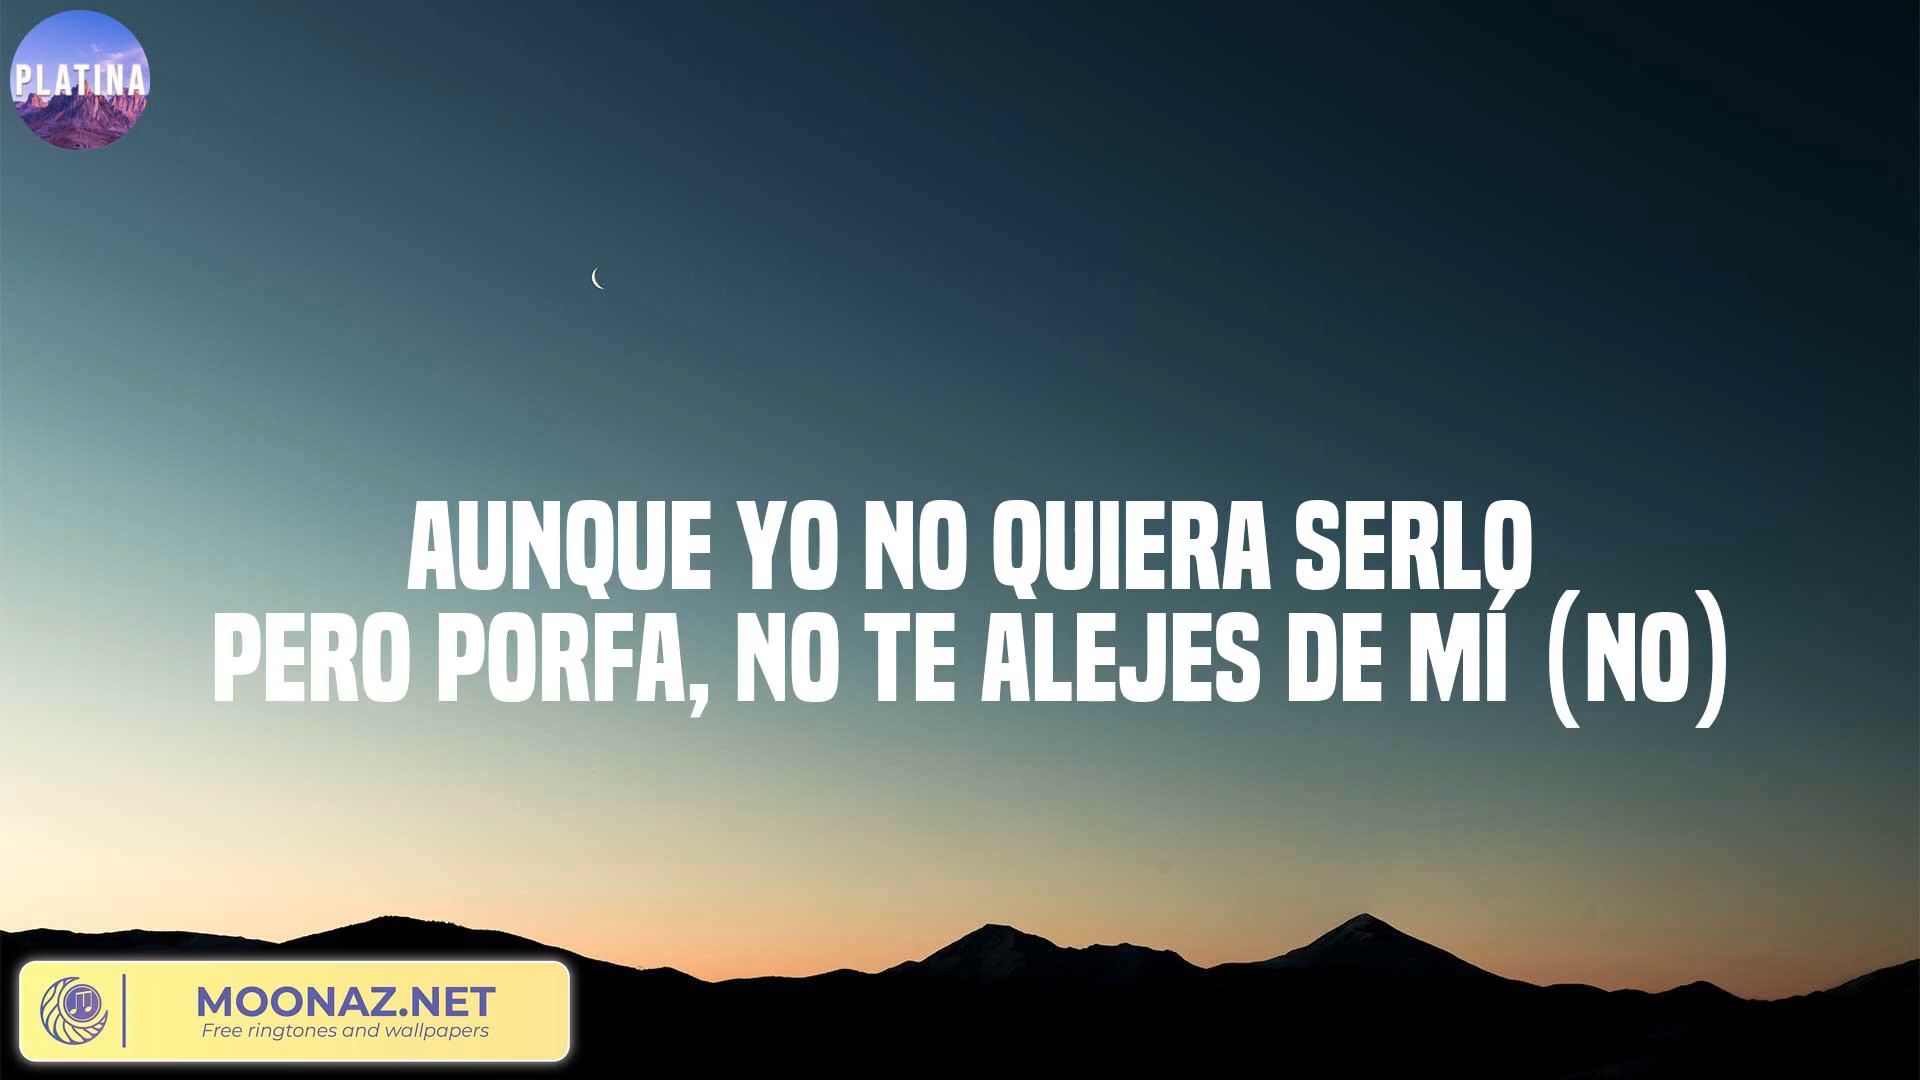 PLATINA
AUNQUE YO NO QUIERA SERLO
PERO PORFA, NO TE ALEJES DE MÍ (NO)
MOONAZ.NET
Free ringtones and wallpapers